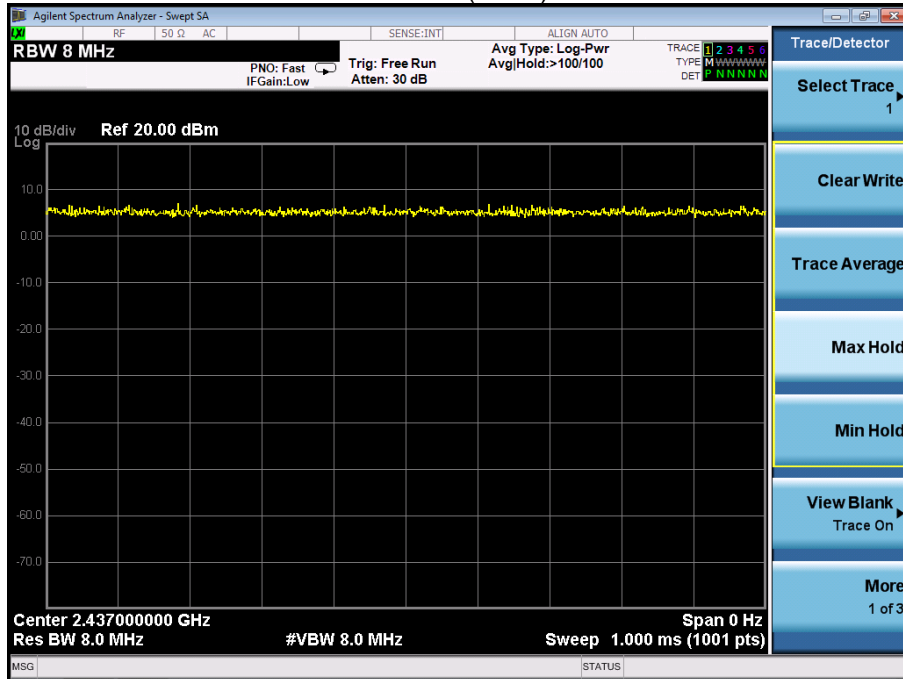 Agilent Spectrum Analyzer - Swept SA
LXI RF 50 Ω AC SENSE:INT ALIGN AUTO
RBW 8 MHz
PNO: Fast
IFGain:Low
Trig: Free Run
Atten: 30 dB
Avg Type: Log-Pwr
Avg|Hold:>100/100
TRACE 1 2 3 4 5 6
TYPE M WWWWW
DET P N N N N N
10 dB/div Ref 20.00 dBm
Log
10.0
0.00
-10.0
-20.0
-30.0
-40.0
-50.0
-60.0
-70.0
Center 2.437000000 GHz Span 0 Hz
Res BW 8.0 MHz #VBW 8.0 MHz Sweep 1.000 ms (1001 pts)
MSG STATUS
Trace/Detector
Select Trace
1
Clear Write
Trace Average
Max Hold
Min Hold
View Blank
Trace On
More
1 of 3